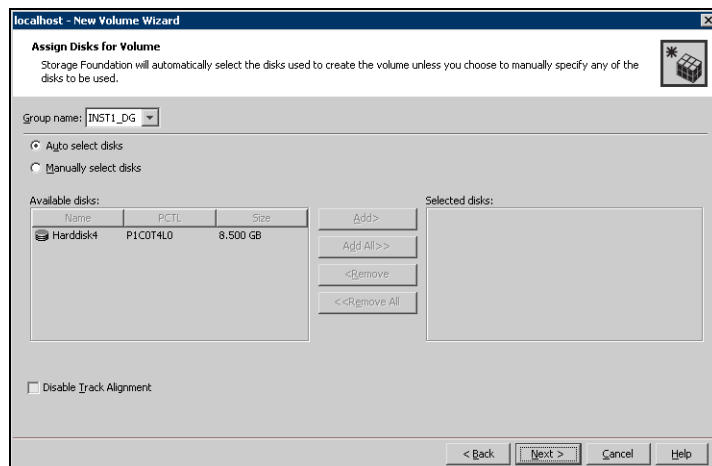 localhost - New Volume Wizard
Assign Disks for Volume
Storage Foundation will automatically select the disks used to create the volume unless you choose to manually specify any of the
disks to be used.
Group name: INST1_DG
Auto select disks
Manually select disks
Available disks:
Selected disks:
Name PCTL Size
Harddisk4 P1C0T4L0 8.500 GB
Add>
Add All>>
<Remove
<<Remove All
Disable Track Alignment
< Back Next > Cancel Help